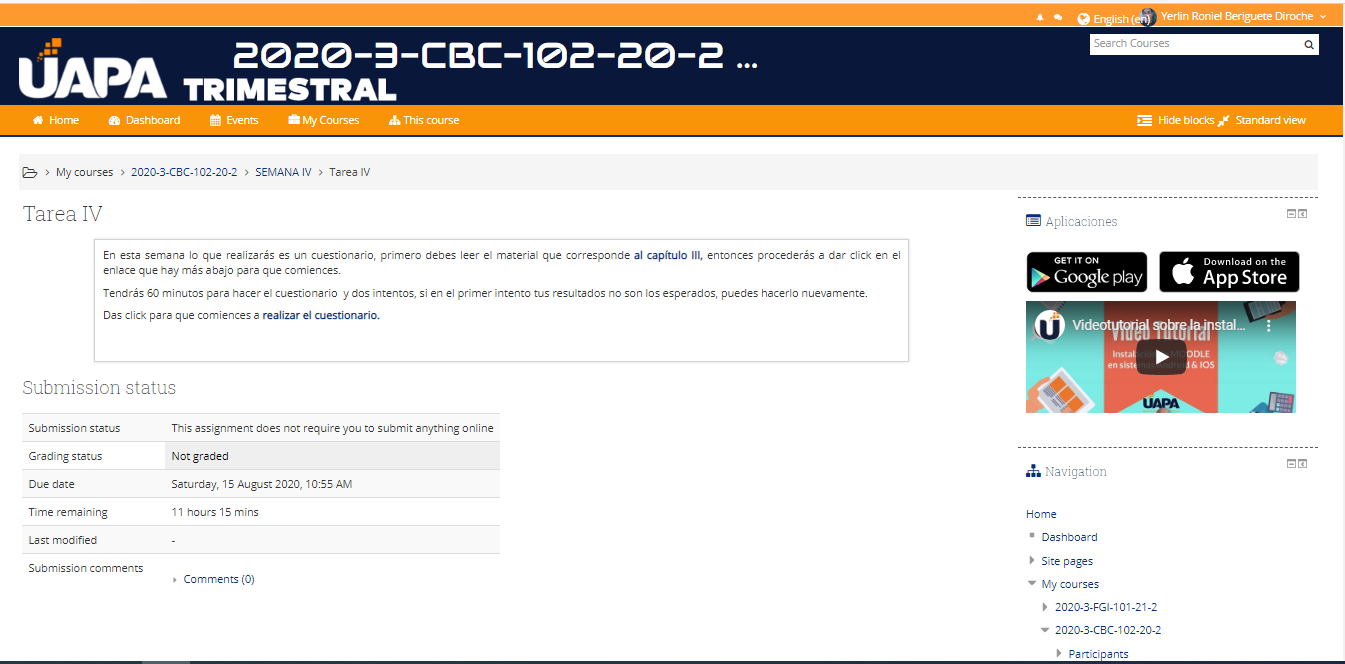 English (en) Yerlin Roniel Beriguete Diroche
UAPA 2020-3-CBC-102-20-2 ...
TRIMESTRAL
Search Courses
Home Dashboard Events My Courses This course Hide blocks Standard view
My courses 2020-3-CBC-102-20-2 SEMANA IV Tarea IV
Tarea IV
En esta semana lo que realizarás es un cuestionario, primero debes leer el material que corresponde al capítulo III, entonces procederás a dar click en el
enlace que hay más abajo para que comiences.
Tendrás 60 minutos para hacer el cuestionario y dos intentos, si en el primer intento tus resultados no son los esperados, puedes hacerlo nuevamente.
Das click para que comiences a realizar el cuestionario.
Submission status
Submission status This assignment does not require you to submit anything online
Grading status Not graded
Due date Saturday, 15 August 2020, 10:55 AM
Time remaining 11 hours 15 mins
Last modified -
Submission comments
Comments (0)
Aplicaciones
GET IT ON
Google play
Download on the
App Store
Videotutorial sobre la instal...
Video Tutorial
UAPA
Navigation
Home
Dashboard
Site pages
My courses
2020-3-FGI-101-21-2
2020-3-CBC-102-20-2
Participants